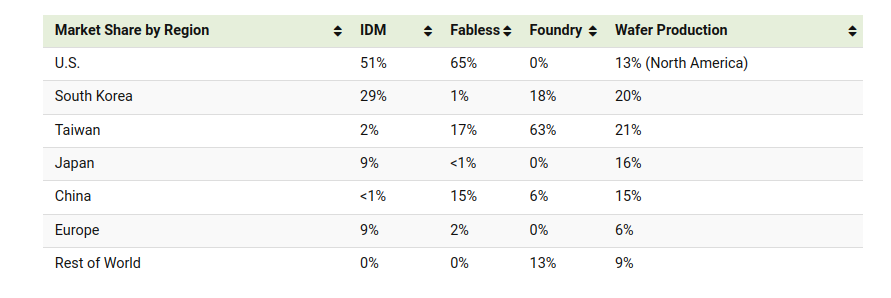 Market Share by Region IDM Fabless Foundry Wafer Production
U.S. 51% 65% 0% 13% (North America)
South Korea 29% 1% 18% 20%
Taiwan 2% 17% 63% 21%
Japan 9% <1% 0% 16%
China <1% 15% 6% 15%
Europe 9% 2% 0% 6%
Rest of World 0% 0% 13% 9%